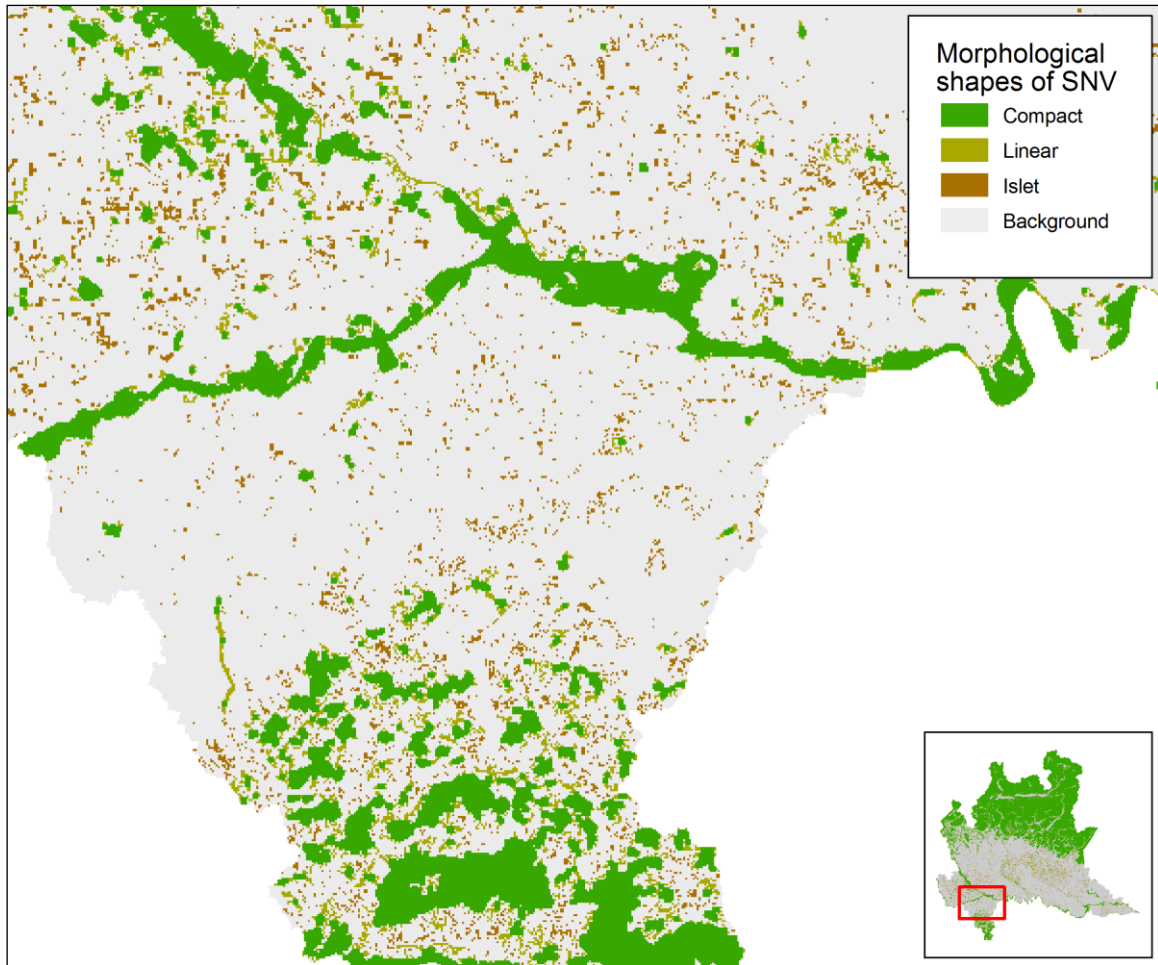 Morphological
shapes of SNV
Compact
Linear
Islet
Background